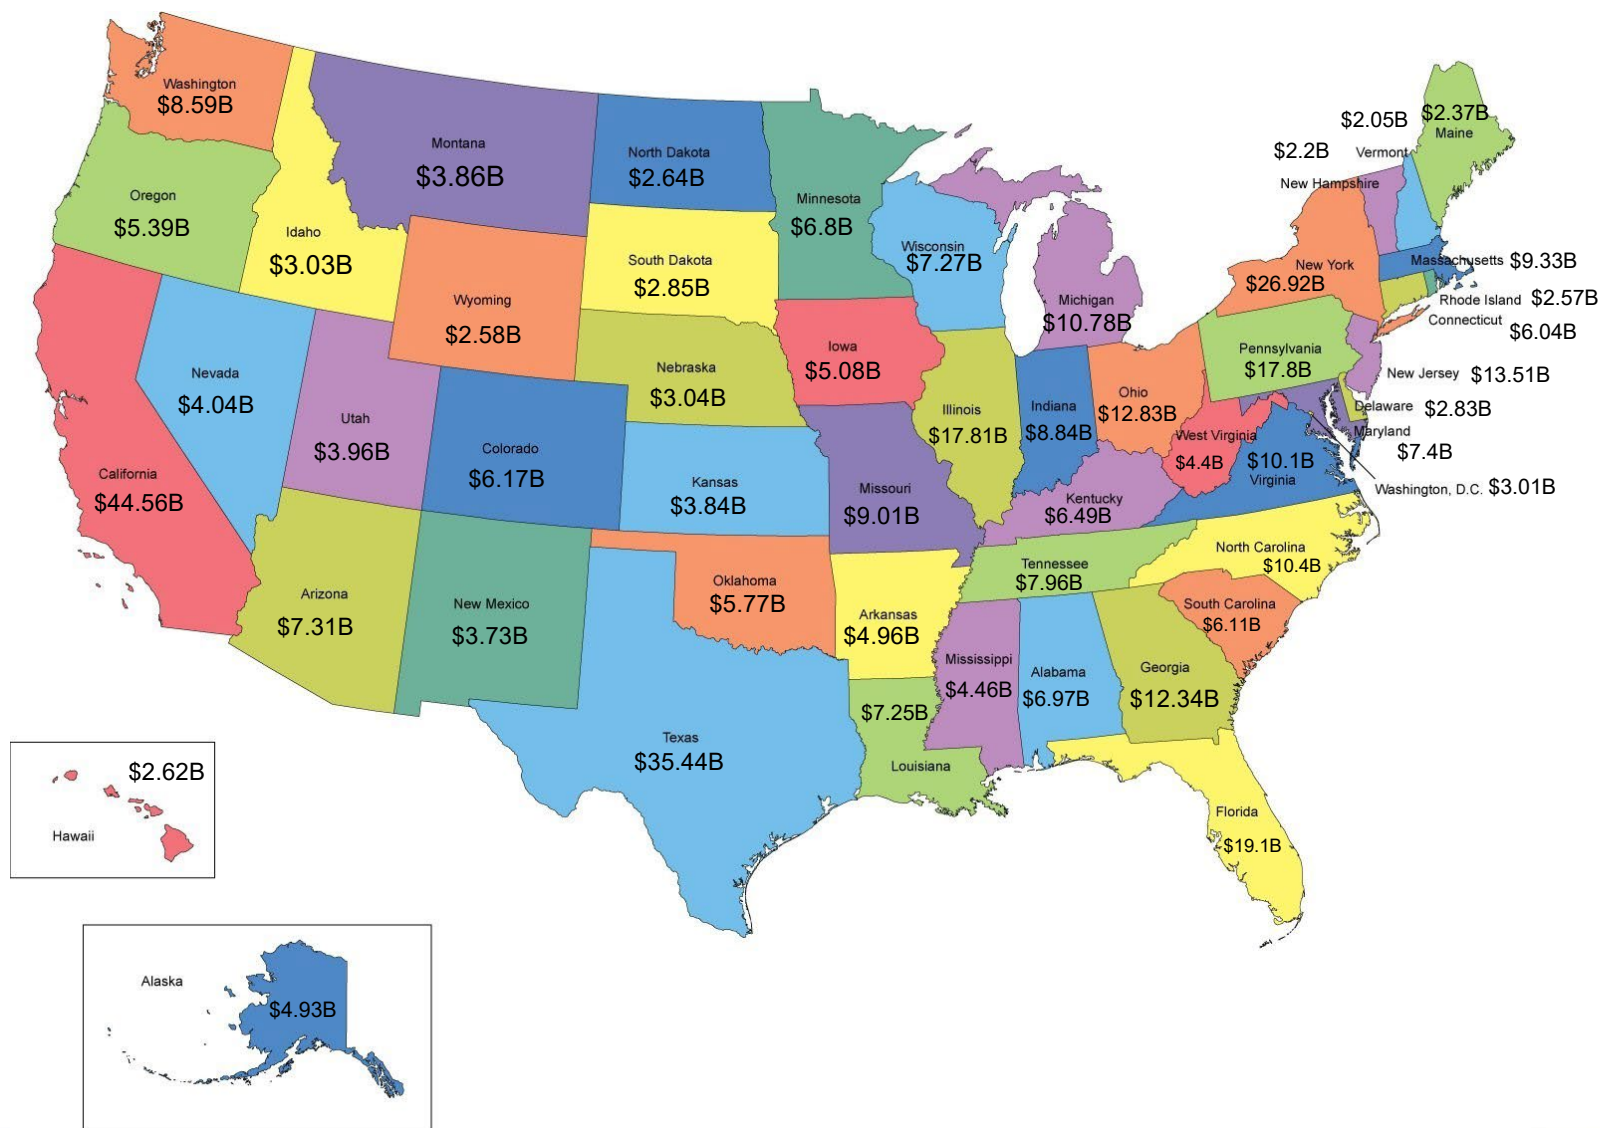 Washington
$8.59B
Oregon
$5.39B
California
$44.56B
Idaho
$3.03B
Nevada
$4.04B
Montana
$3.86B
Wyoming
$2.58B
Utah
$3.96B
Colorado
$6.17B
Arizona
$7.31B
New Mexico
$3.73B
North Dakota
$2.64B
South Dakota
$2.85B
Nebraska
$3.04B
Kansas
$3.84B
Oklahoma
$5.77B
Texas
$35.44B
Minnesota
$6.8B
Iowa
$5.08B
Missouri
$9.01B
Arkansas
$4.96B
$7.25B
Louisiana
Wisconsin
$7.27B
Illinois
$17.81B
Michigan
$10.78B
Indiana
$8.84B
Ohio
$12.83B
Kentucky
$6.49B
Tennessee
$7.96B
Mississippi
$4.46B
Alabama
$6.97B
Georgia
$12.34B
Florida
$19.1B
South Carolina
$6.11B
North Carolina
$10.4B
$10.1B
Virginia
West Virginia
$4.4B
Pennsylvania
$17.8B
New York
$26.92B
$2.37B
Maine
$2.05B
Vermont
$2.2B
New Hampshire
Massachusetts $9.33B
Rhode Island $2.57B
Connecticut
$6.04B
New Jersey $13.51B
Delaware $2.83B
Maryland
$7.4B
Washington, D.C. $3.01B
$2.62B
Hawaii
Alaska
$4.93B